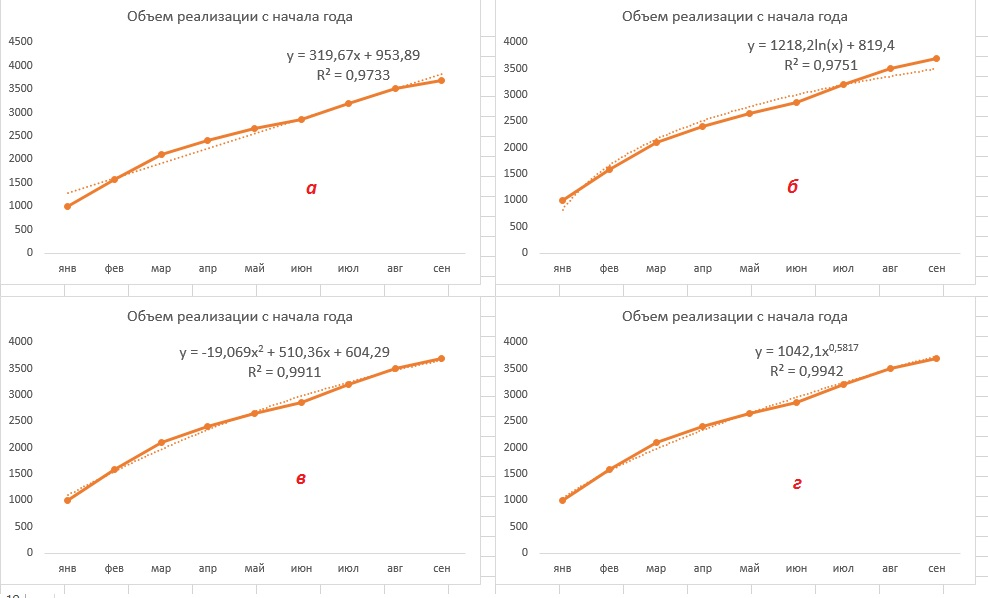 Объем реализации с начала года
4500
4000
3500
3000
2500
2000
1500
1000
500
0
y = 319,67x + 953,89
R² = 0,9733
а
янв фев мар апр май июн июл авг сен
Объем реализации с начала года
4000
3500
3000
2500
2000
1500
1000
500
0
y = 1218,2ln(x) + 819,4
R² = 0,9751
б
янв фев мар апр май июн июл авг сен
Объем реализации с начала года
4000
3500
3000
2500
2000
1500
1000
500
0
y = -19,069x² + 510,36x + 604,29
R² = 0,9911
в
янв фев мар апр май июн июл авг сен
Объем реализации с начала года
4000
3500
3000
2500
2000
1500
1000
500
0
y = 1042,1x^0,5817
R² = 0,9942
г
янв фев мар апр май июн июл авг сен